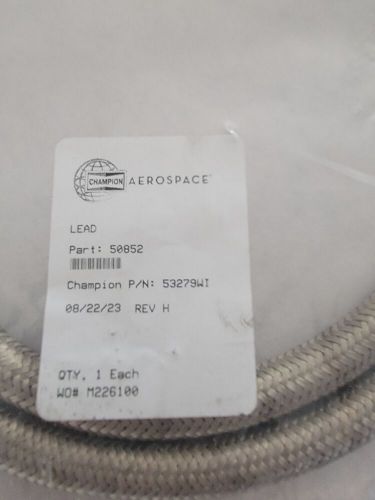 CHAMPION AEROSPACE
LEAD
Part: 50852
Champion P/N: 53279WI
08/22/23 REV H
QTY. 1 Each
WO# M226100